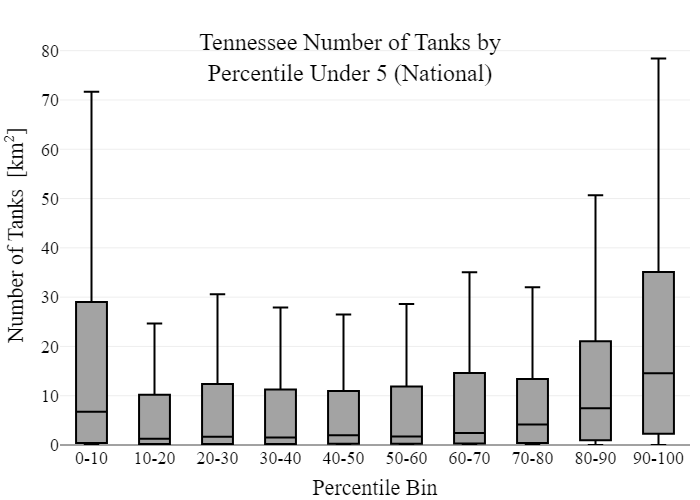 Tennessee Number of Tanks by
Percentile Under 5 (National)
Number of Tanks [km²]
80
70
60
50
40
30
20
10
0
0-10 10-20 20-30 30-40 40-50 50-60 60-70 70-80 80-90 90-100
Percentile Bin